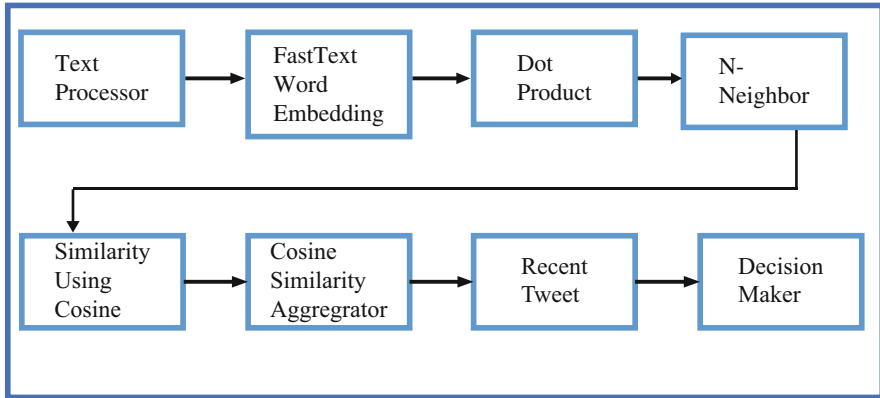 Text
Processor
FastText
Word
Embedding
Dot
Product
N-
Neighbor
Similarity
Using
Cosine
Cosine
Similarity
Aggregrator
Recent
Tweet
Decision
Maker